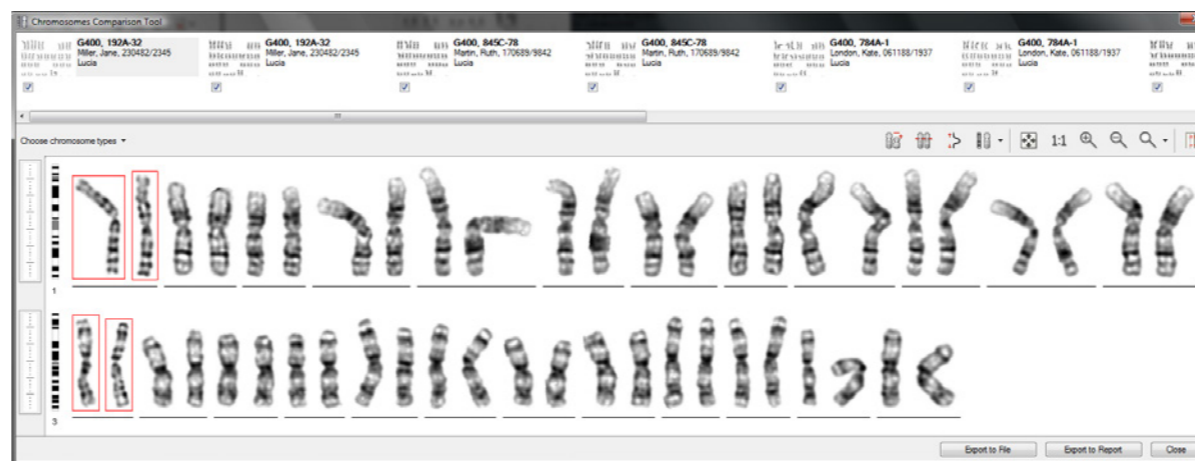 Chromosomes Comparison Tool
G400, 192A-32
Miller, Jane, 230482/2345
Lucia
G400, 192A-32
Miller, Jane, 230482/2345
Lucia
G400, 845C-78
Martin, Ruth, 170689/9842
Lucia
G400, 845C-78
Martin, Ruth, 170689/9842
Lucia
G400, 784A-1
London, Kate, 061188/1937
Lucia
G400, 784A-1
London, Kate, 061188/1937
Lucia
Choose chromosome types
1:1
1
3
Export to File
Export to Report
Close